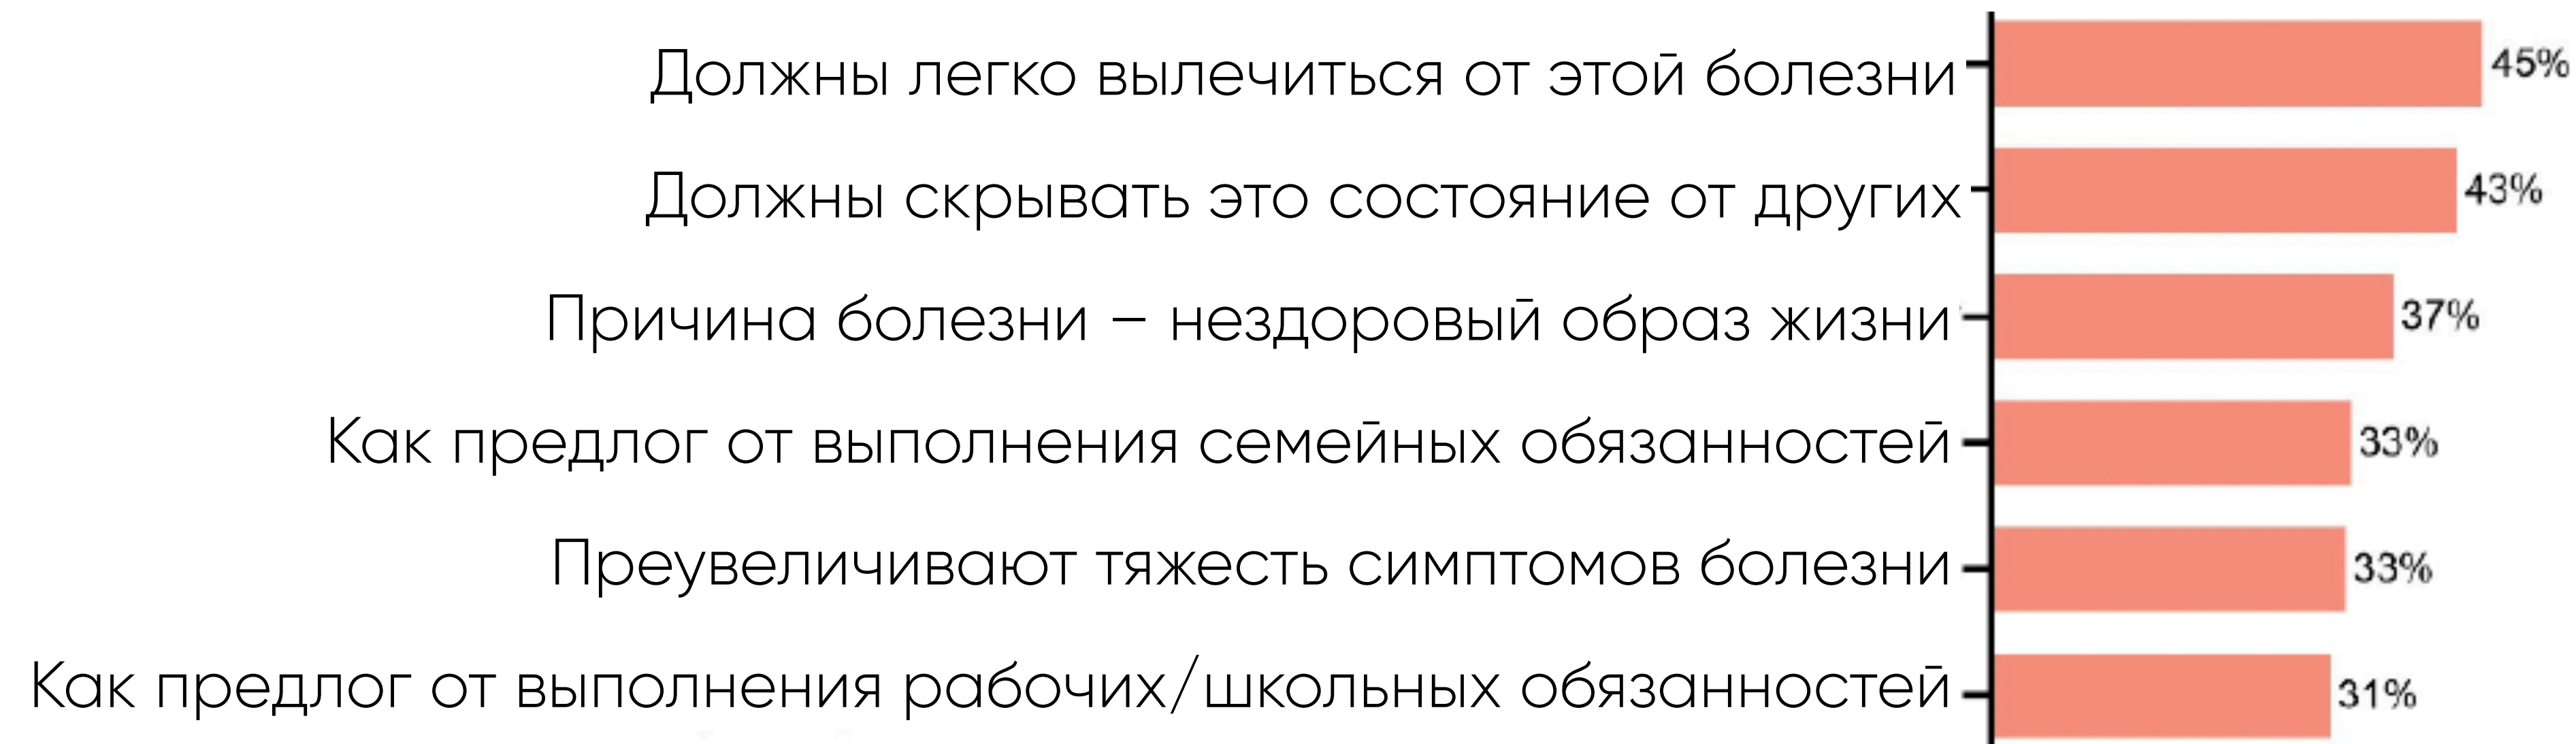 Должны легко вылечиться от этой болезни 45%
Должны скрывать это состояние от других 43%
Причина болезни – нездоровый образ жизни 37%
Как предлог от выполнения семейных обязанностей 33%
Преувеличивают тяжесть симптомов болезни 33%
Как предлог от выполнения рабочих/школьных обязанностей 31%